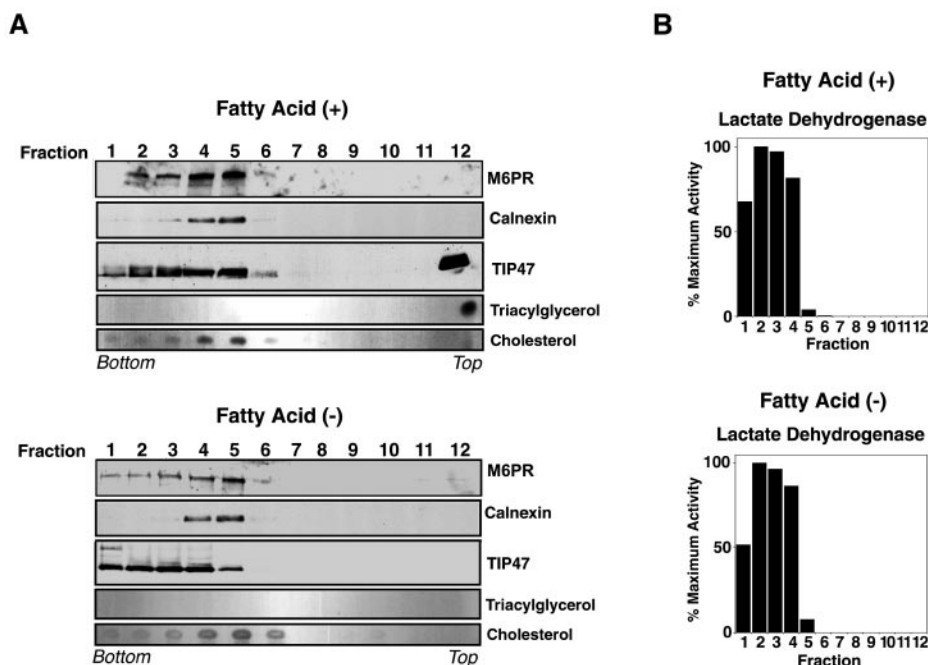 A
Fatty Acid (+)
Fraction 1 2 3 4 5 6 7 8 9 10 11 12
M6PR
Calnexin
TIP47
Triacylglycerol
Cholesterol
Bottom Top
Fatty Acid (-)
Fraction 1 2 3 4 5 6 7 8 9 10 11 12
M6PR
Calnexin
TIP47
Triacylglycerol
Cholesterol
Bottom Top
B
Fatty Acid (+)
Lactate Dehydrogenase
% Maximum Activity
100
50
0
1 2 3 4 5 6 7 8 9 10 11 12
Fraction
Fatty Acid (-)
Lactate Dehydrogenase
% Maximum Activity
100
50
0
1 2 3 4 5 6 7 8 9 10 11 12
Fraction